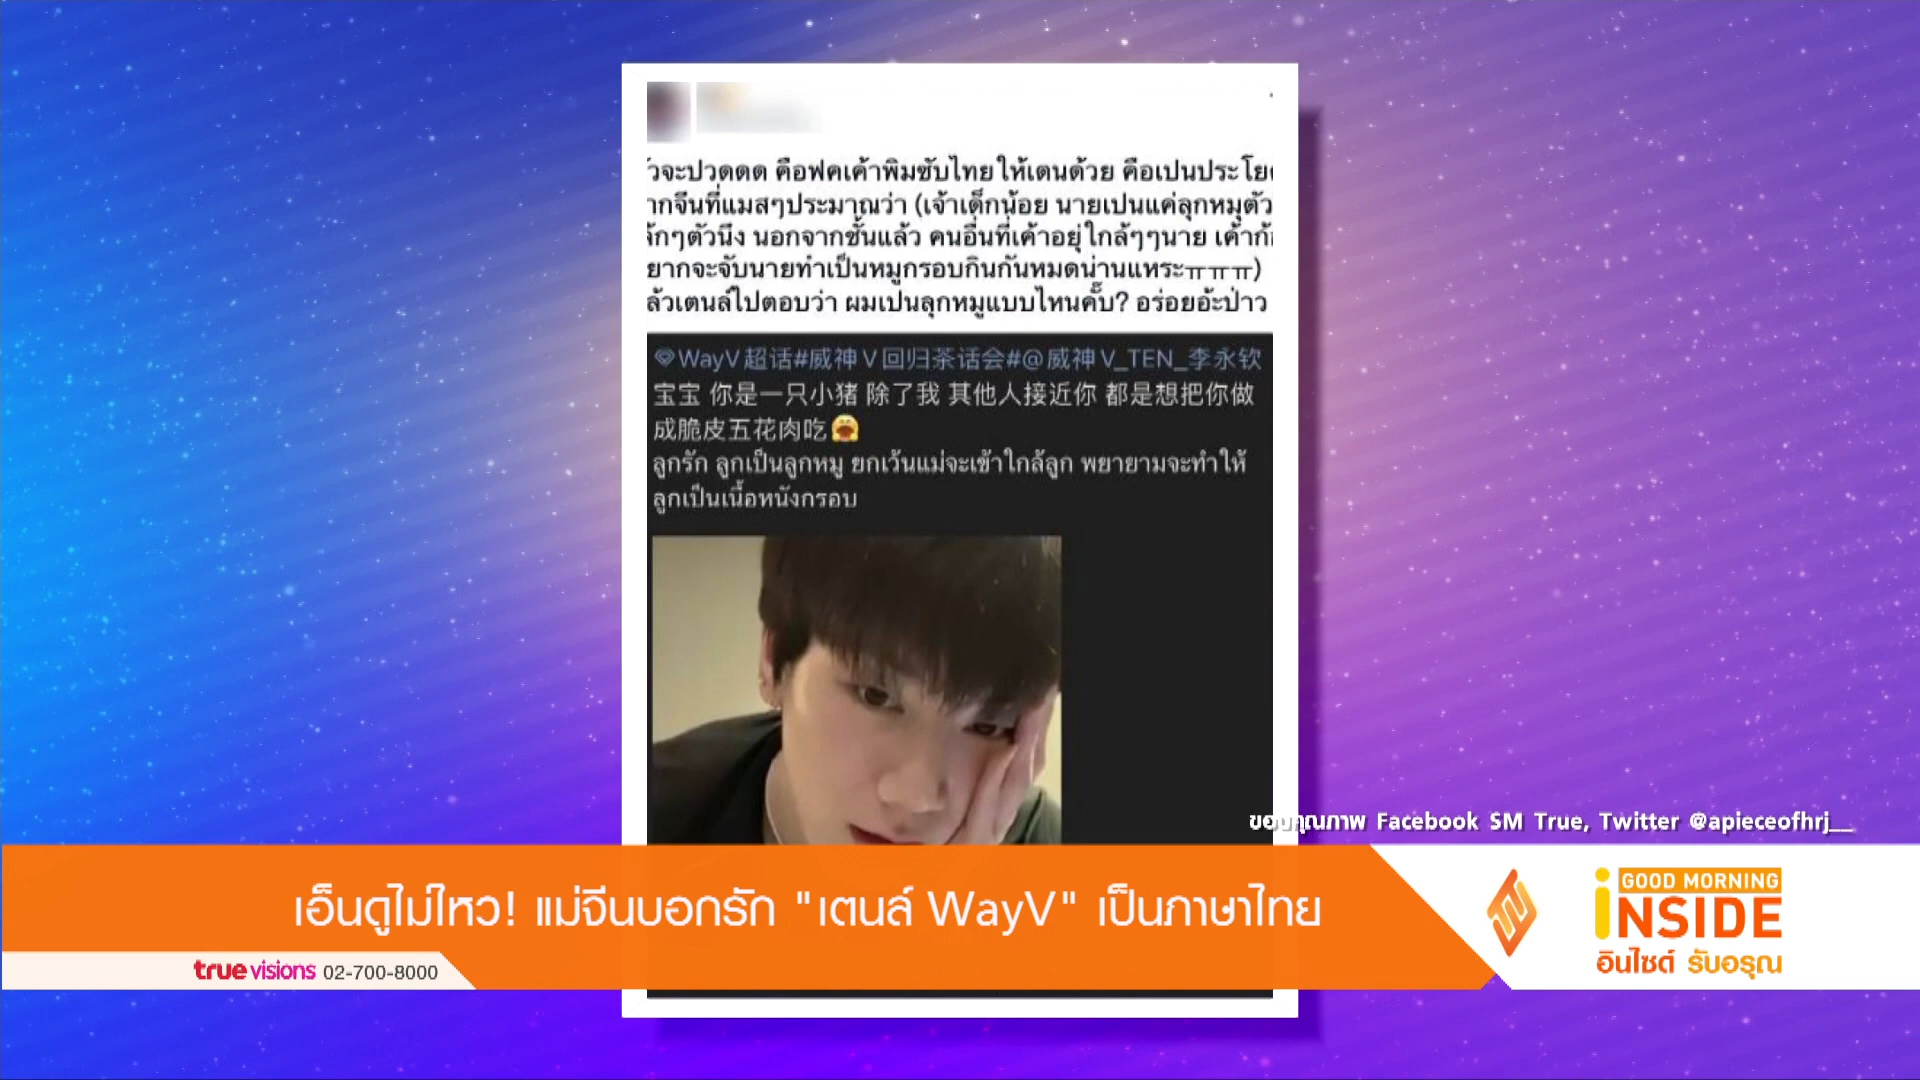 วจะปวดดด คือฟคเค้าพิมซับไทยให้เตนด้วย คือเปนประโย
ากจีนที่แมสๆประมาณว่า (เจ้าเด็กน้อย นายเปนแค่ลุกหมุตัว
ล้กๆตัวนึง นอกจากชั้นแล้ว คนอื่นที่เค้าอยุ่ใกล้ๆๆนาย เค้าก้
ยากจะจับนายทำเป็นหมูกรอบกินกันหมดน่านแหระㅠㅠㅠ)
ล้วเตนล์ไปตอบว่า ผมเปนลุกหมูแบบไหนคั๊บ? อร่อยอ้ะป่าว
WayV超话#威神V回归茶话会#@威神V_TEN_李永钦
宝宝 你是一只小猪 除了我 其他人接近你 都是想把你做
成脆皮五花肉吃
ลูกรัก ลูกเป็นลูกหมู ยกเว้นแม่จะเข้าใกล้ลูก พยายามจะทำให้
ลูกเป็นเนื้อหนังกรอบ
ขอบคุณภาพ Facebook SM True, Twitter @apieceofhrj__
เอ็นดูไม่ไหว! แม่จีนบอกรัก "เตนล์ WayV" เป็นภาษาไทย
truevisions 02-700-8000
GOOD MORNING
iNSIDE
อินไซด์ รับอรุณ